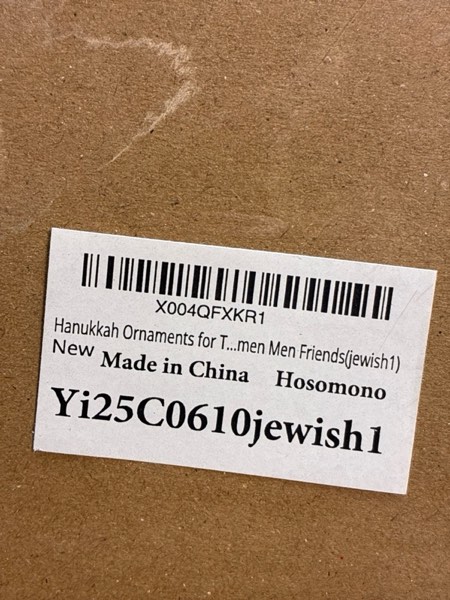 X004QFXKR1
Hanukkah Ornaments for T...men Men Friends(jewish1)
New Made in China Hosomono
Yi25C0610jewish1